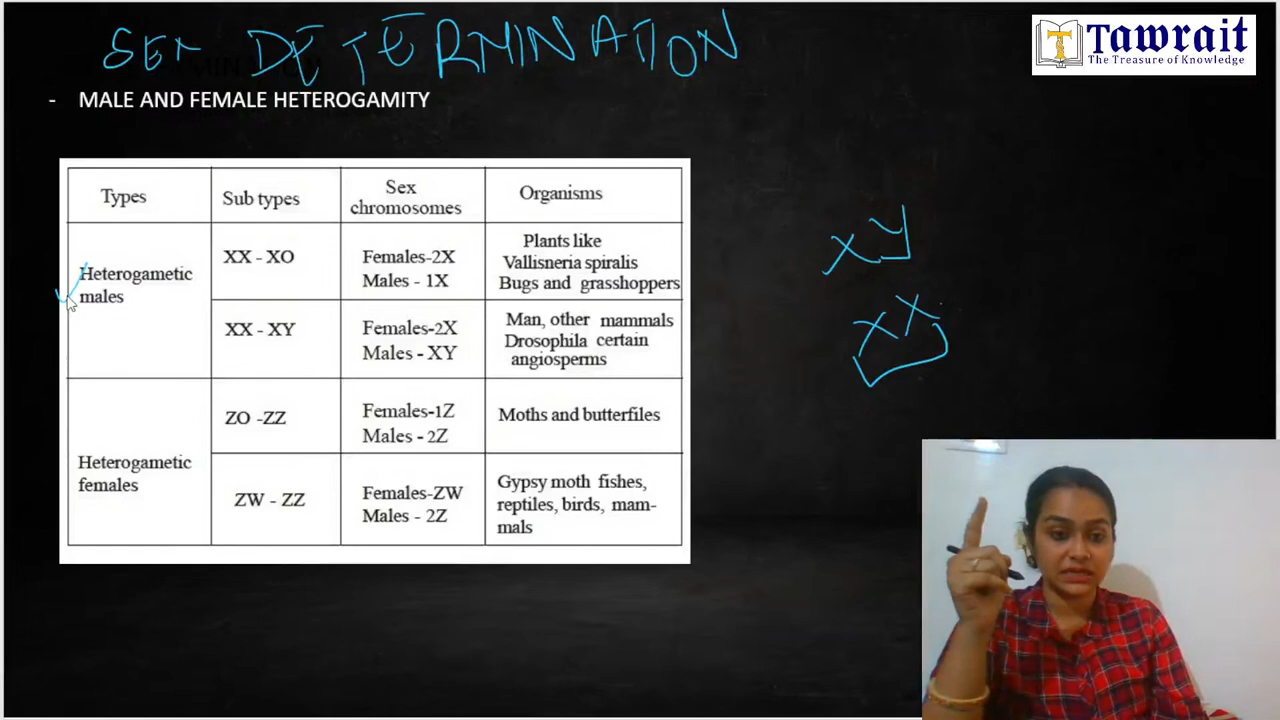 SEX DETERMINATION
Tawrait
The Treasure of Knowledge
- MALE AND FEMALE HETEROGAMITY
Types
Sub types
Sex
chromosomes
Organisms
Heterogametic
males
XX - XO
Females-2X
Males - 1X
Plants like
Vallisneria spiralis
Bugs and grasshoppers
XX - XY
Females-2X
Males - XY
Man, other mammals
Drosophila certain
angiosperms
Heterogametic
females
ZO -ZZ
Females-1Z
Males - 2Z
Moths and butterfiles
ZW - ZZ
Females-ZW
Males - 2Z
Gypsy moth fishes,
reptiles, birds, mam-
mals
XY
XX